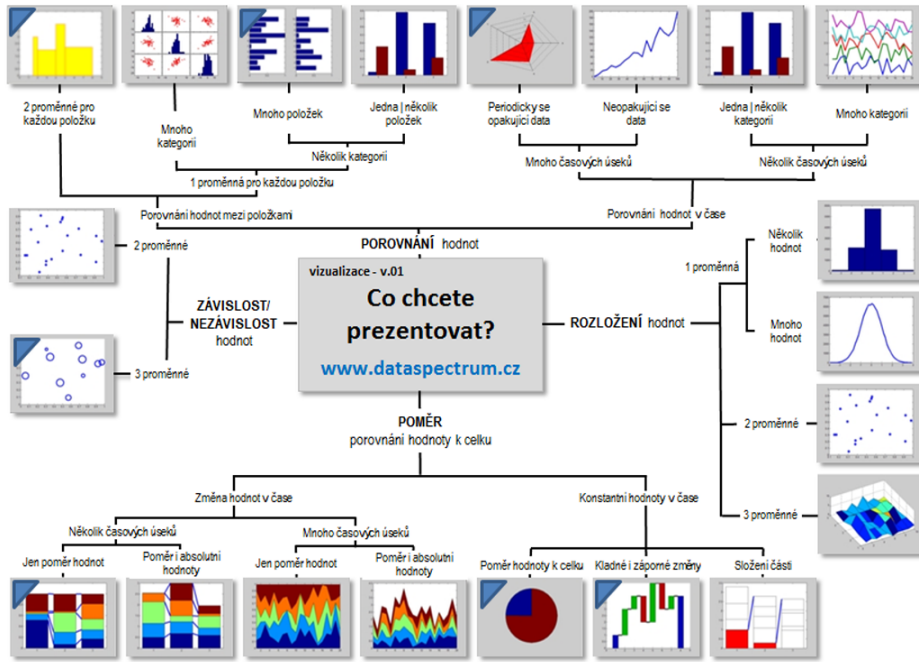 2 proměnné pro
každou položku
Mnoho
kategorií
Mnoho položek
Jedna | několik
položek
Periodicky se
opakující data
Neopakující se
data
Jedna | několik
kategorií
Mnoho kategorií
Několik kategorií
Mnoho časových úseků
Několik časových úseků
1 proměnná pro každou položku
Porovnání hodnot mezi položkami
Porovnání hodnot v čase
POROVNÁNÍ hodnot
2 proměnné
3 proměnné
ZÁVISLOST/
NEZÁVISLOST
hodnot
vizualizace - v.01
Co chcete
prezentovat?
www.dataspectrum.cz
ROZLOŽENÍ hodnot
1 proměnná
Několik
hodnot
Mnoho
hodnot
2 proměnné
3 proměnné
POMĚR
porovnání hodnoty k celku
Změna hodnot v čase
Konstantní hodnoty v čase
Několik časových úseků
Mnoho časových úseků
Jen poměr hodnot
Poměr i absolutní
hodnoty
Jen poměr hodnot
Poměr i absolutní
hodnoty
Poměr hodnoty k celku
Kladné i záporné změny
Složení části